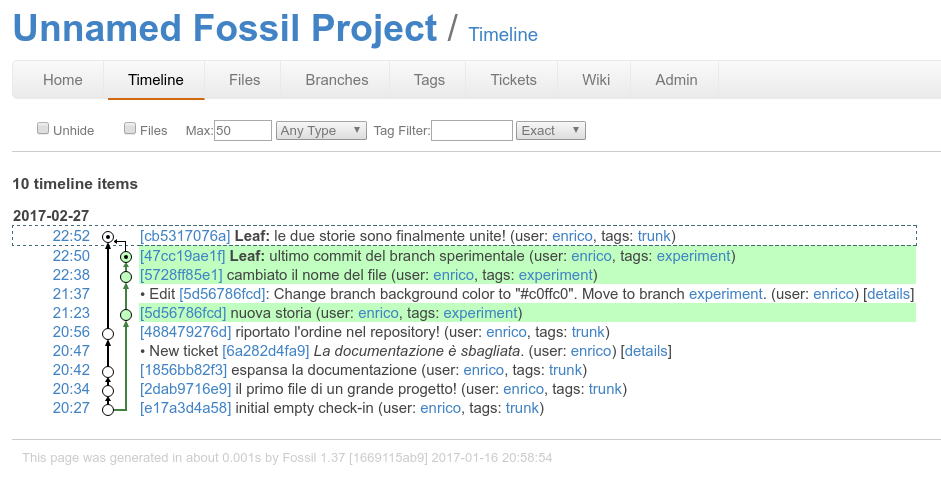 Unnamed Fossil Project / Timeline
Home Timeline Files Branches Tags Tickets Wiki Admin
Unhide Files Max: 50 Any Type Tag Filter: Exact
10 timeline items
2017-02-27
22:52 [cb5317076a] Leaf: le due storie sono finalmente unite! (user: enrico, tags: trunk)
22:50 [47cc19ae1f] Leaf: ultimo commit del branch sperimentale (user: enrico, tags: experiment)
22:38 [5728ff85e1] cambiato il nome del file (user: enrico, tags: experiment)
21:37 • Edit [5d56786fcd]: Change branch background color to "#c0ffc0". Move to branch experiment. (user: enrico) [details]
21:23 [5d56786fcd] nuova storia (user: enrico, tags: experiment)
20:56 [488479276d] riportato l'ordine nel repository! (user: enrico, tags: trunk)
20:47 • New ticket [6a282d4fa9] La documentazione è sbagliata. (user: enrico) [details]
20:42 [1856bb82f3] espansa la documentazione (user: enrico, tags: trunk)
20:34 [2dab9716e9] il primo file di un grande progetto! (user: enrico, tags: trunk)
20:27 [e17a3d4a58] initial empty check-in (user: enrico, tags: trunk)
This page was generated in about 0.001s by Fossil 1.37 [1669115ab9] 2017-01-16 20:58:54